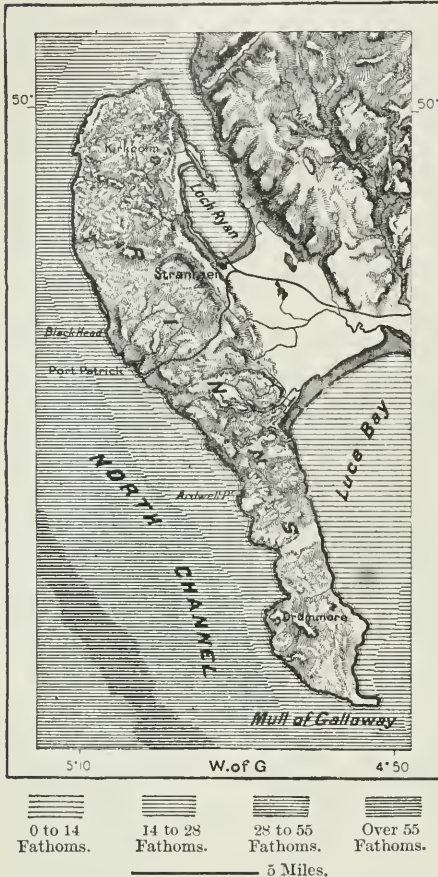 50°
50°
Kirkcolm
Loch Ryan
Stranraer
Black Head
Port Patrick
R I N N S
Luce Bay
Ardwell Pt.
NORTH CHANNEL
Drummore
Mull of Galloway
5°10
W. of G
4°50
0 to 14 Fathoms.
14 to 28 Fathoms.
28 to 55 Fathoms.
Over 55 Fathoms.
5 Miles,